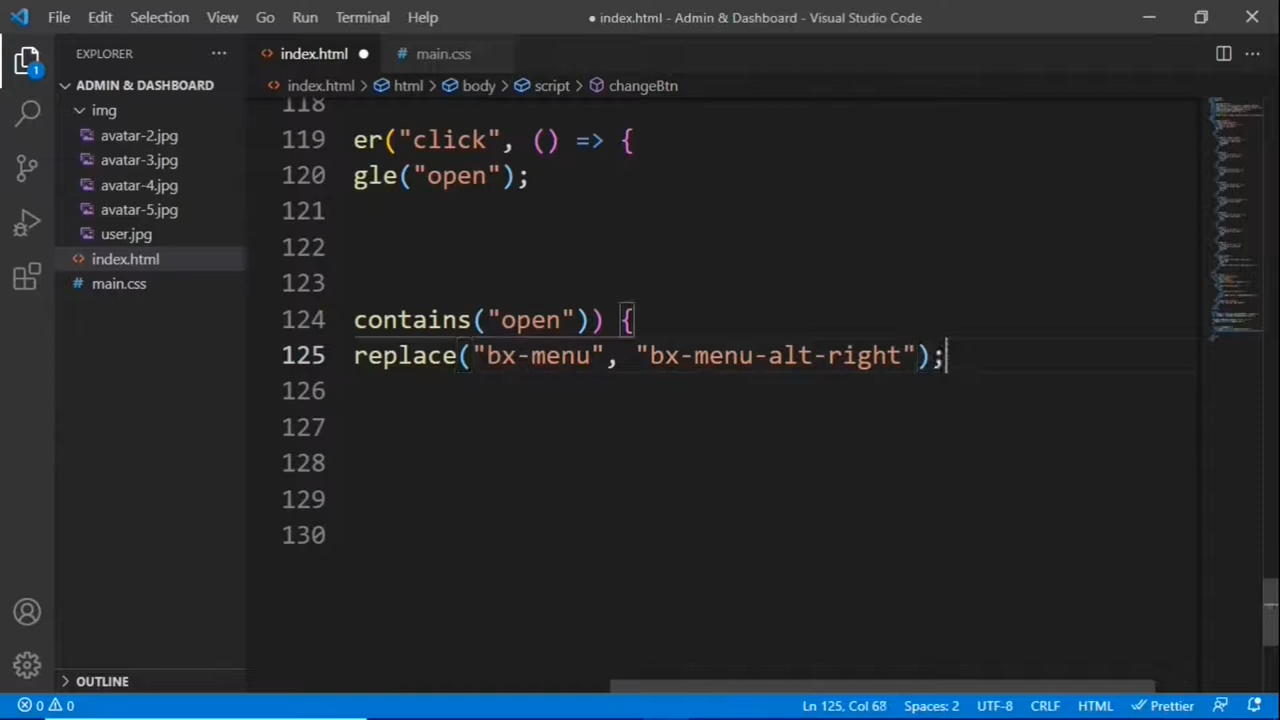 File Edit Selection View Go Run Terminal Help
● index.html - Admin & Dashboard - Visual Studio Code
EXPLORER
1
ADMIN & DASHBOARD
img
avatar-2.jpg
avatar-3.jpg
avatar-4.jpg
avatar-5.jpg
user.jpg
index.html
main.css
OUTLINE
index.html ● main.css
index.html > html > body > script > changeBtn
118
119 er("click", () => {
120 gle("open");
121
122
123
124 contains("open")) {
125 replace("bx-menu", "bx-menu-alt-right");
126
127
128
129
130
0 0 Ln 125, Col 68 Spaces: 2 UTF-8 CRLF HTML Prettier